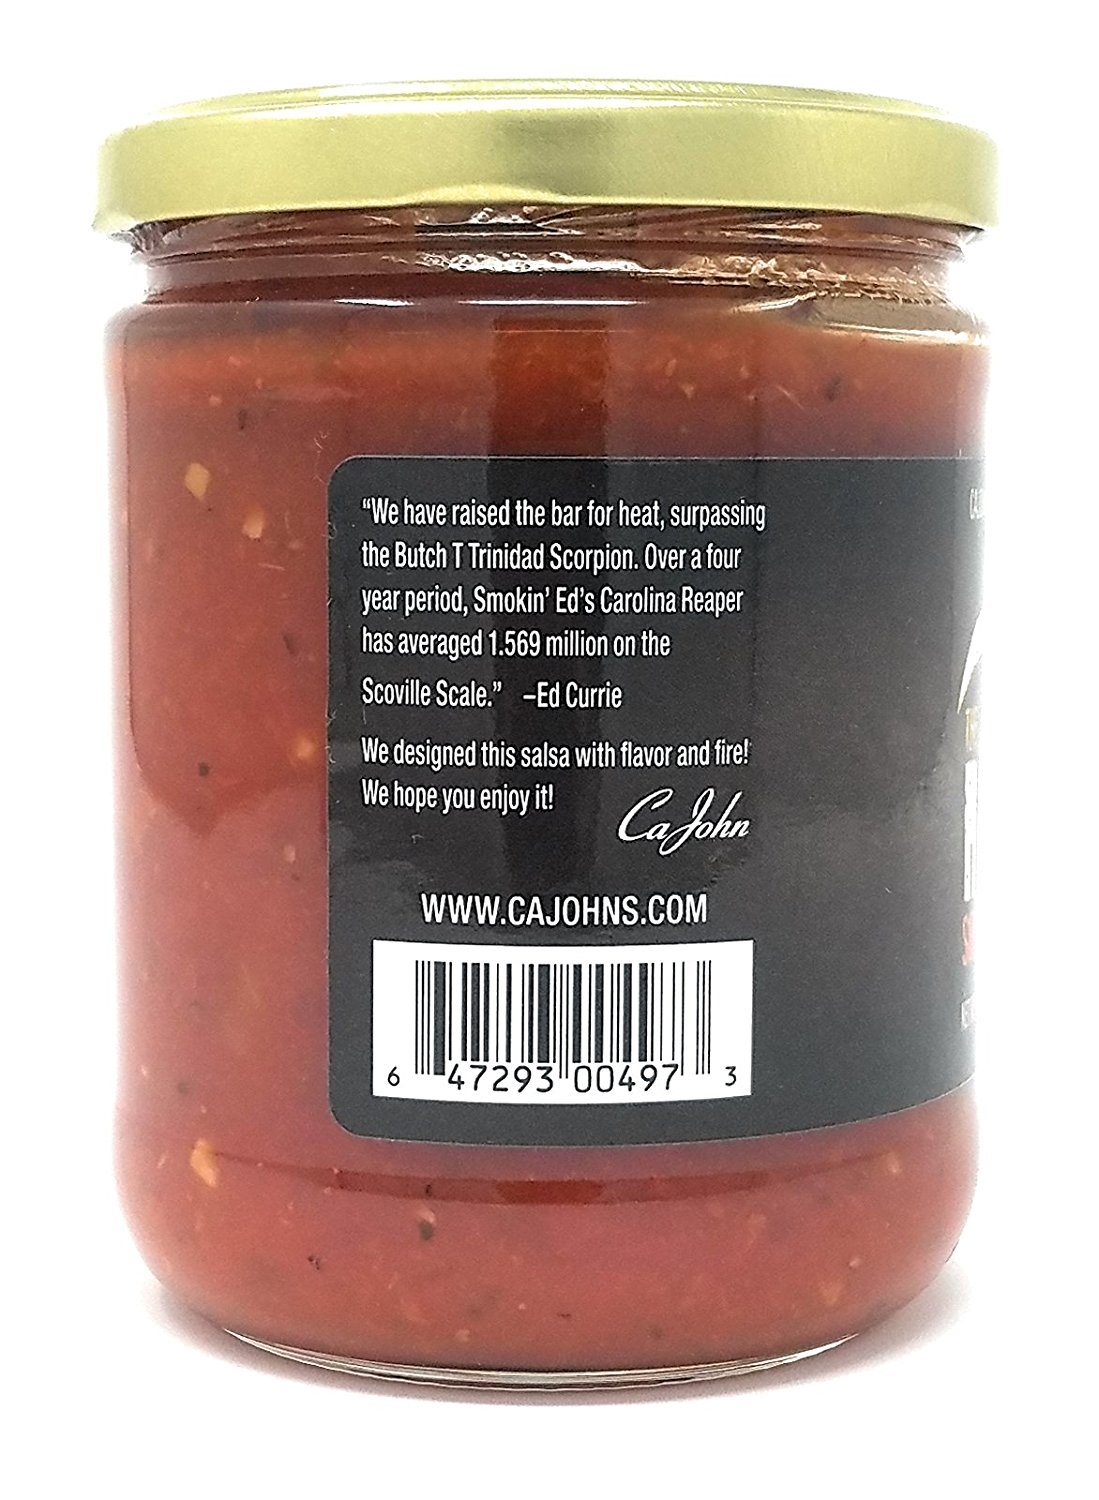 “We have raised the bar for heat, surpassing
the Butch T Trinidad Scorpion. Over a four
year period, Smokin’ Ed’s Carolina Reaper
has averaged 1.569 million on the
Scoville Scale.” –Ed Currie
We designed this salsa with flavor and fire!
We hope you enjoy it!
CaJohn
WWW.CAJOHNS.COM
6 47293 00497 3